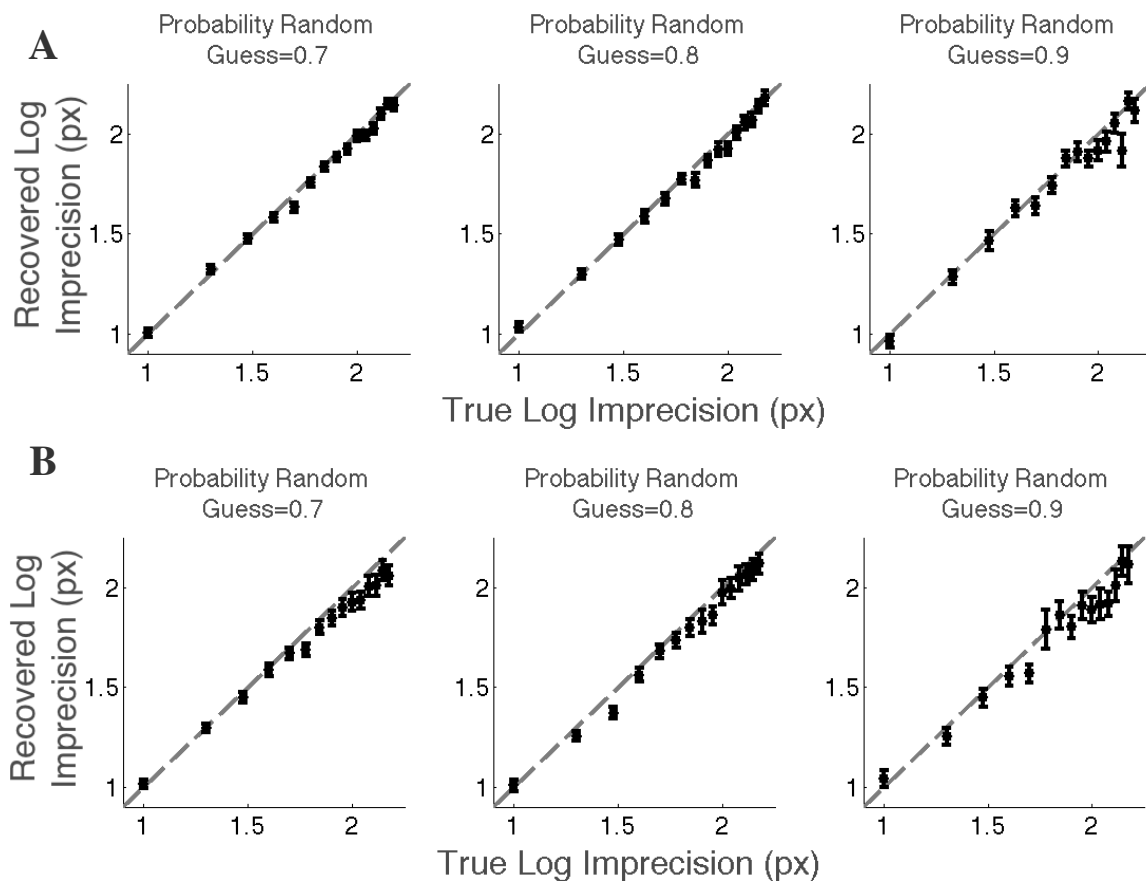 A
Probability Random
Guess=0.7
Probability Random
Guess=0.8
Probability Random
Guess=0.9
Recovered Log
Imprecision (px)
2
1.5
1
1
1.5
2
2
1.5
1
1
1.5
2
2
1.5
1
1
1.5
2
True Log Imprecision (px)
B
Probability Random
Guess=0.7
Probability Random
Guess=0.8
Probability Random
Guess=0.9
Recovered Log
Imprecision (px)
2
1.5
1
1
1.5
2
2
1.5
1
1
1.5
2
2
1.5
1
1
1.5
2
True Log Imprecision (px)